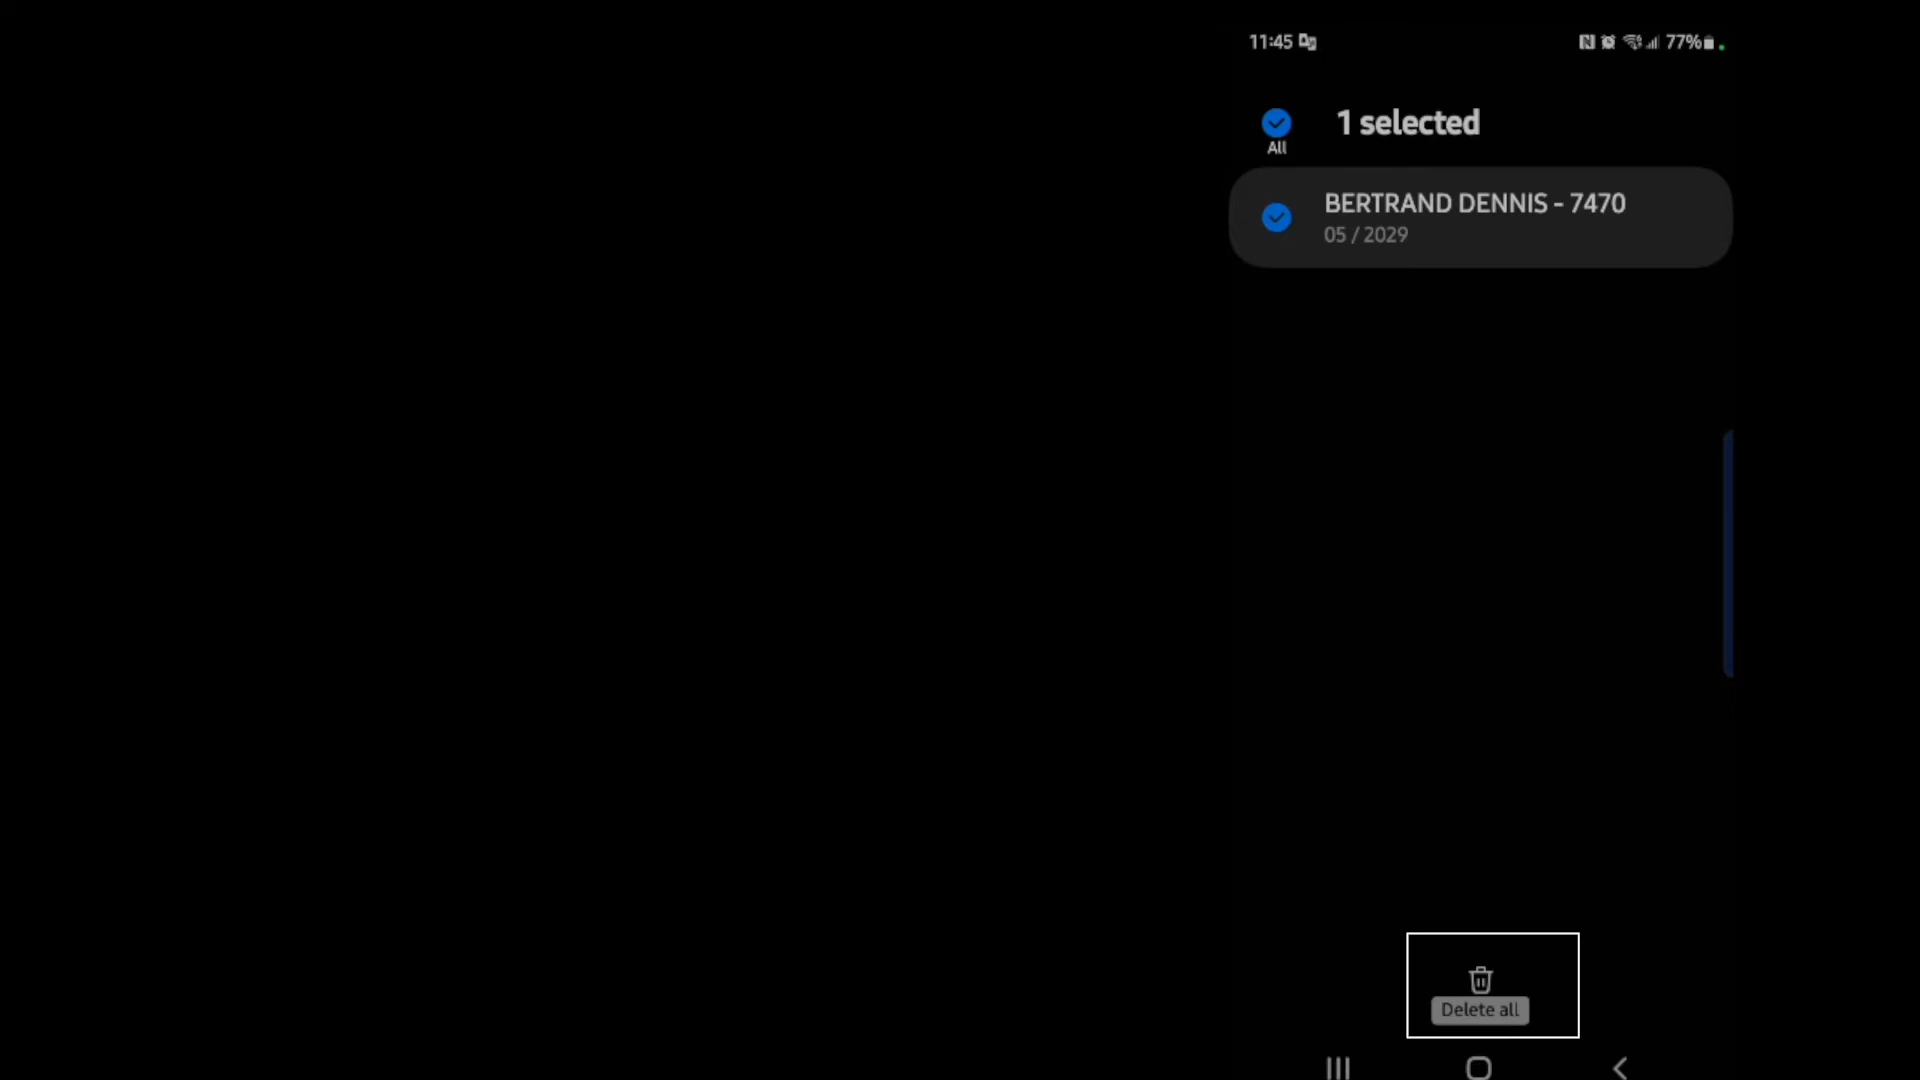 11:45
77%
1 selected
All
BERTRAND DENNIS - 7470
05 / 2029
Delete all